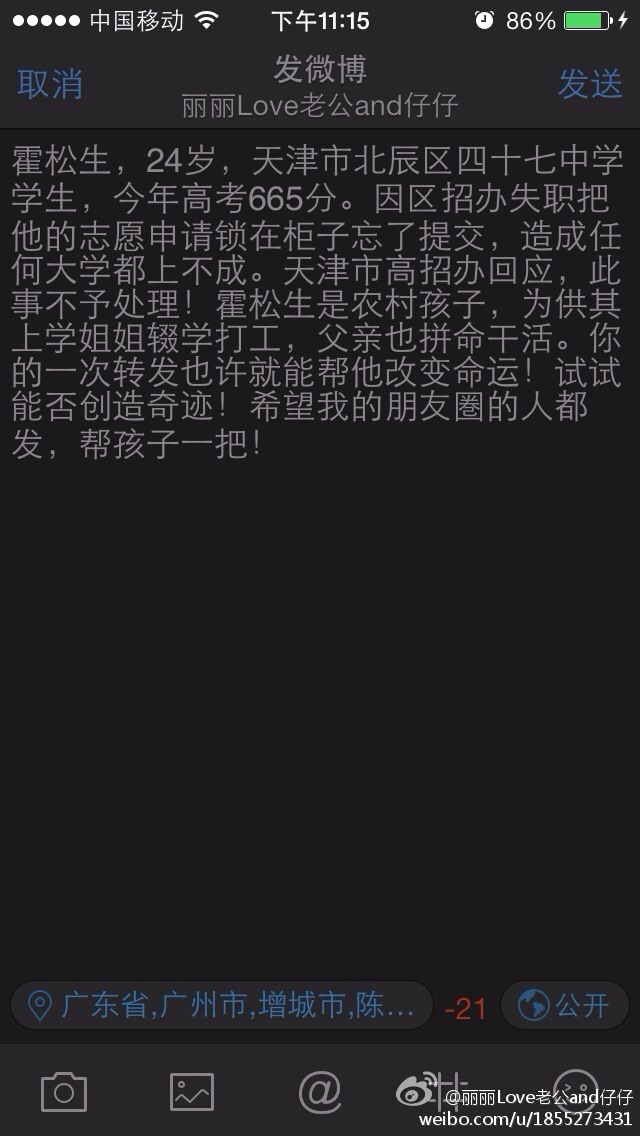 中国移动 下午11:15 86%
取消 发微博 发送
丽丽Love老公and仔仔
霍松生，24岁，天津市北辰区四十七中学
学生，今年高考665分。因区招办失职把
他的志愿申请锁在柜子忘了提交，造成任
何大学都上不成。天津市高招办回应，此
事不予处理！霍松生是农村孩子，为供其
上学姐姐辍学打工，父亲也拼命干活。你
的一次转发也许就能帮他改变命运！试试
能否创造奇迹！希望我的朋友圈的人都
发，帮孩子一把！
广东省,广州市,增城市,陈... -21 公开
@丽丽Love老公and仔仔
weibo.com/u/1855273431